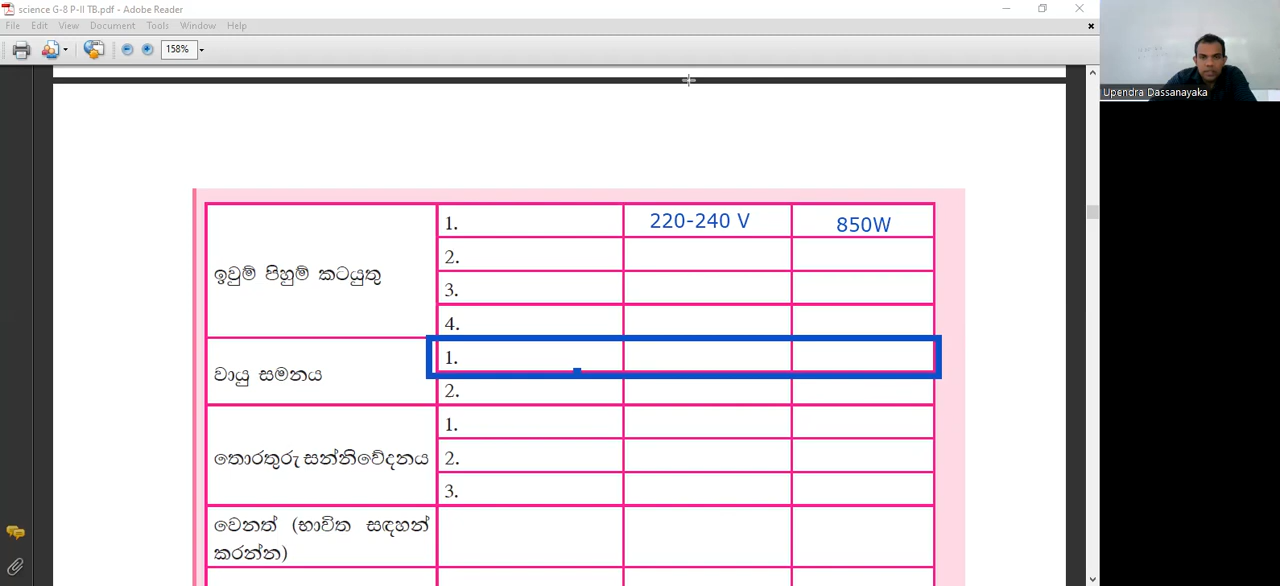 science G-8 P-II TB.pdf - Adobe Reader
File Edit View Document Tools Window Help
158%
Upendra Dassanayaka
ඉවුම් පිහුම් කටයුතු
1. 220-240 V 850W
2.
3.
4.
වායු සමනය
1.
2.
තොරතුරු සන්නිවේදනය
1.
2.
3.
වෙනත් (භාවිත සඳහන්
කරන්න)